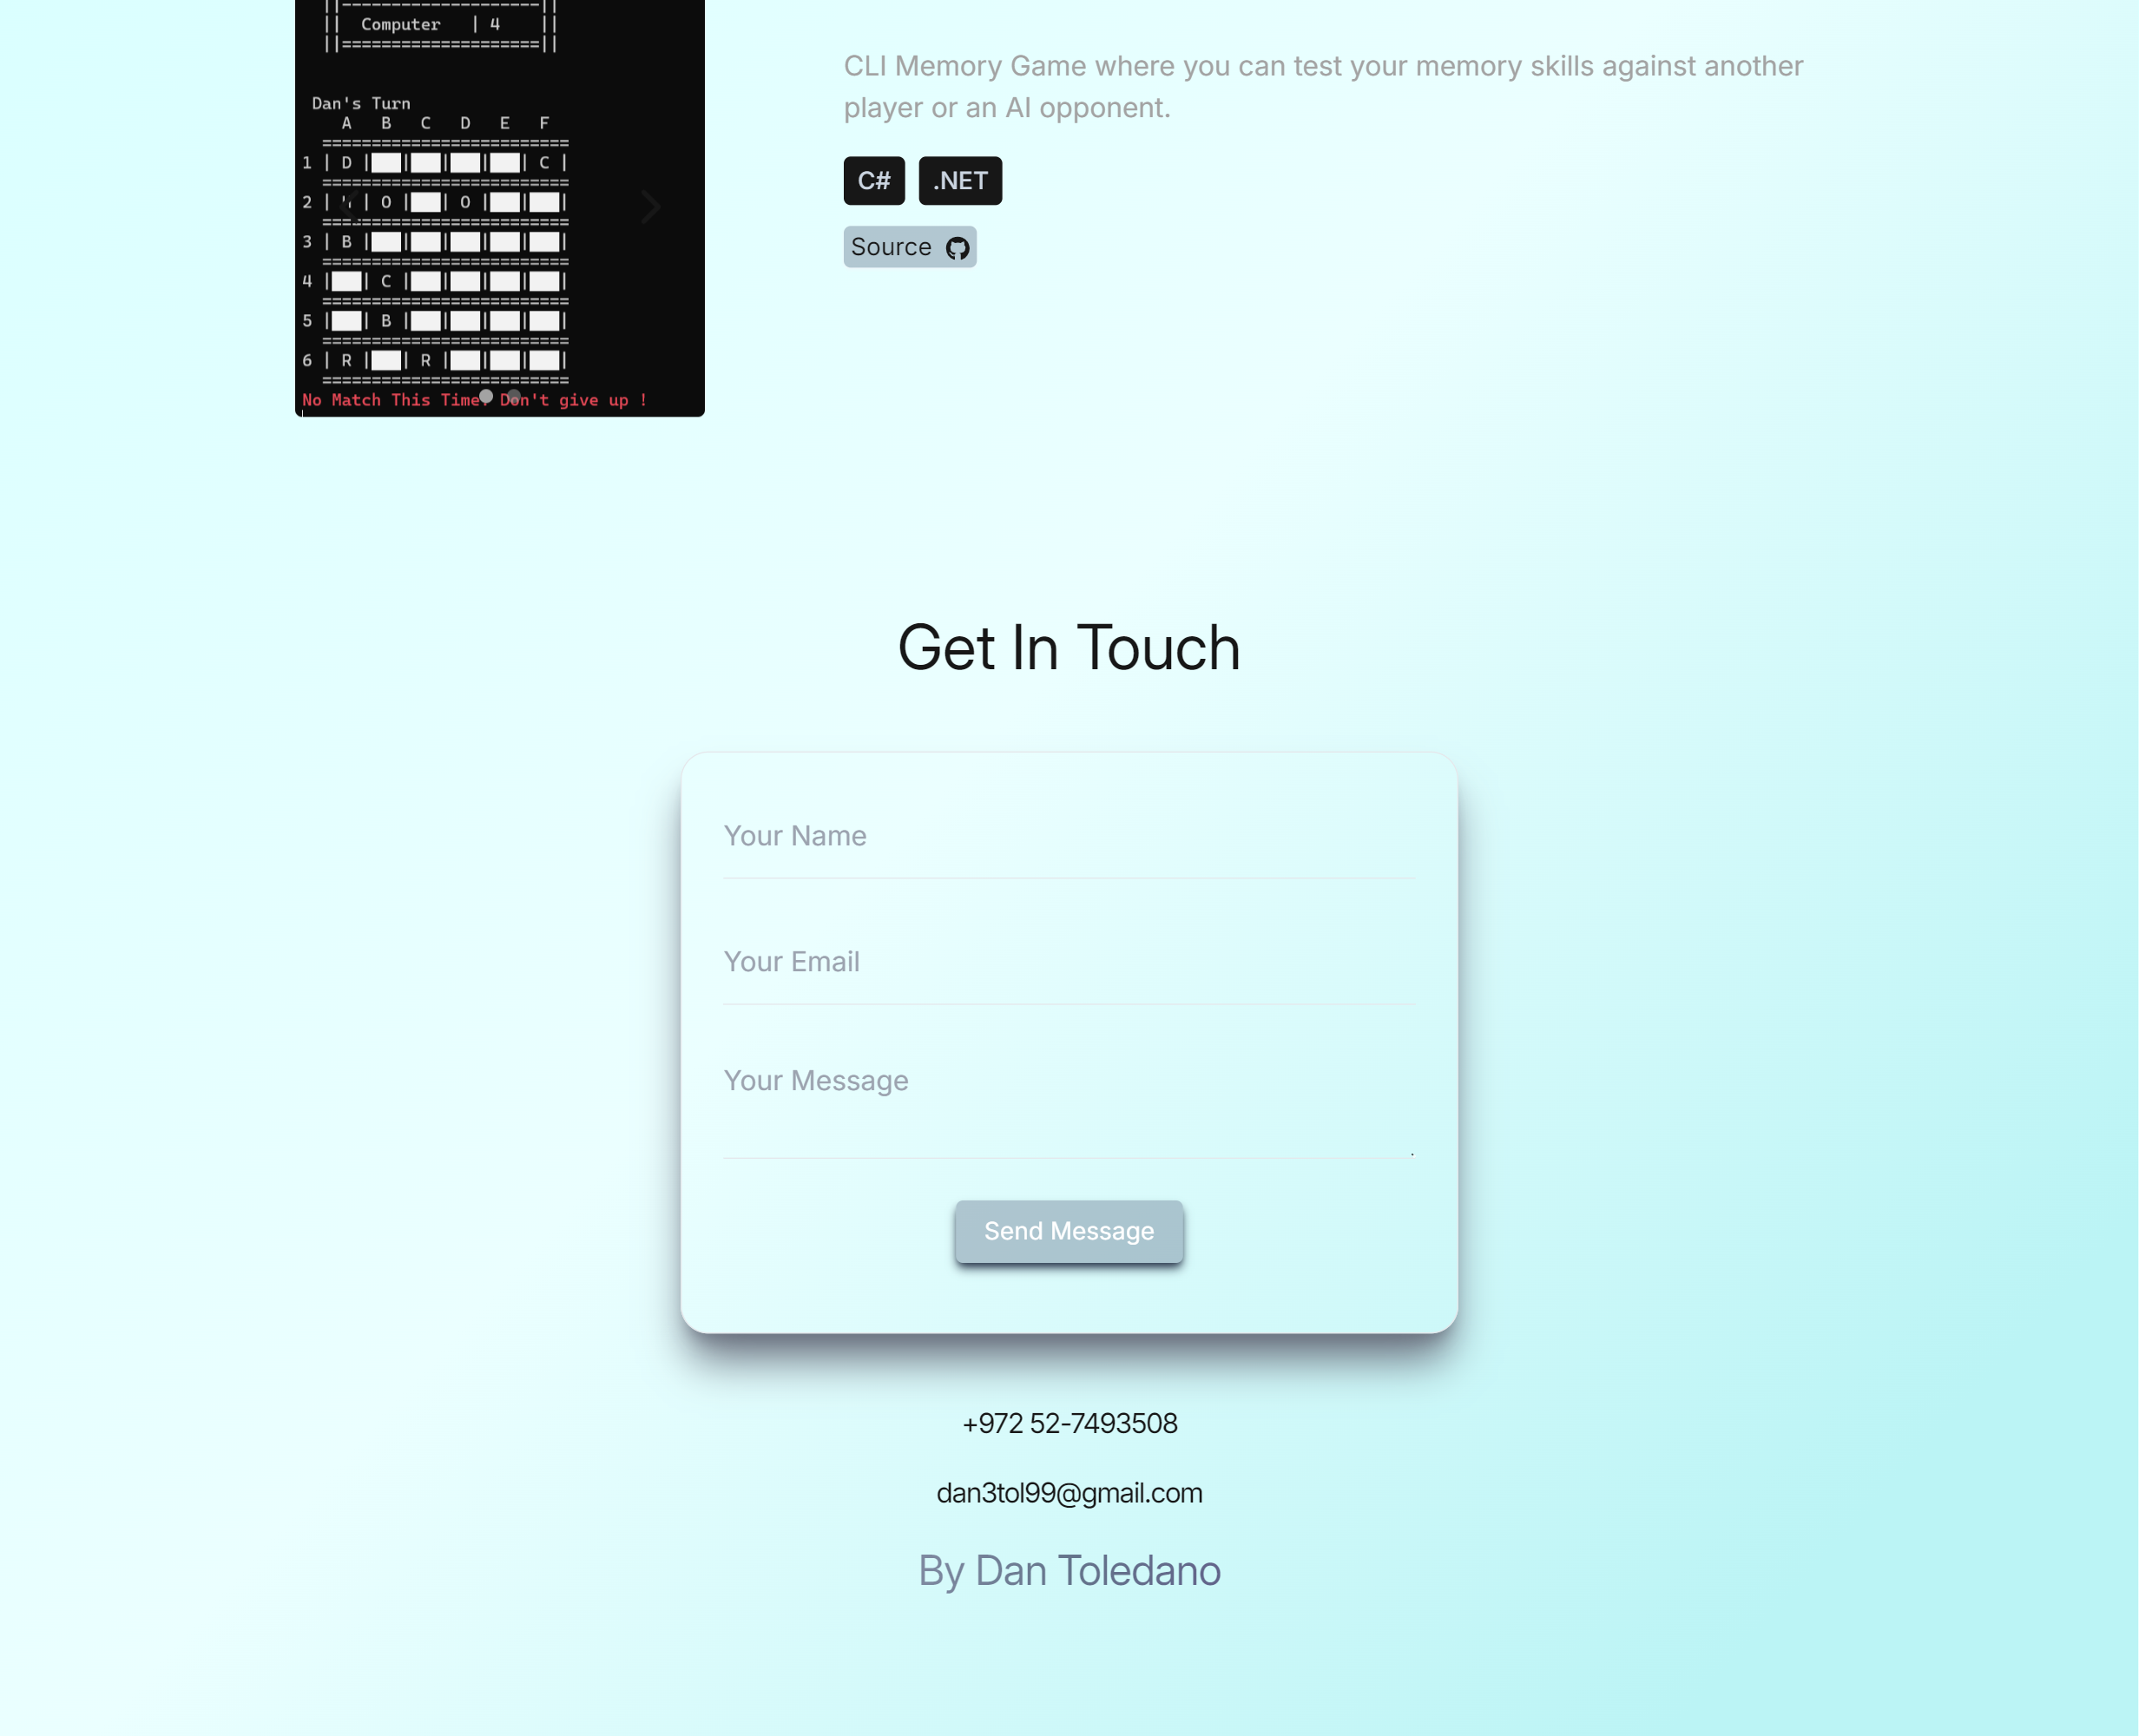 ||====================||
|| Computer | 4 ||
||====================||
Dan's Turn
A B C D E F
=========================
1 | D | | | | | C |
=========================
2 | | O | | O | | |
=========================
3 | B | | | | | |
=========================
4 | | C | | | | |
=========================
5 | | B | | | | |
=========================
6 | R | | R | | | |
=========================
No Match This Time. Don't give up !
CLI Memory Game where you can test your memory skills against another
player or an AI opponent.
C# .NET
Source
Get In Touch
Your Name
Your Email
Your Message
Send Message
+972 52-7493508
dan3tol99@gmail.com
By Dan Toledano